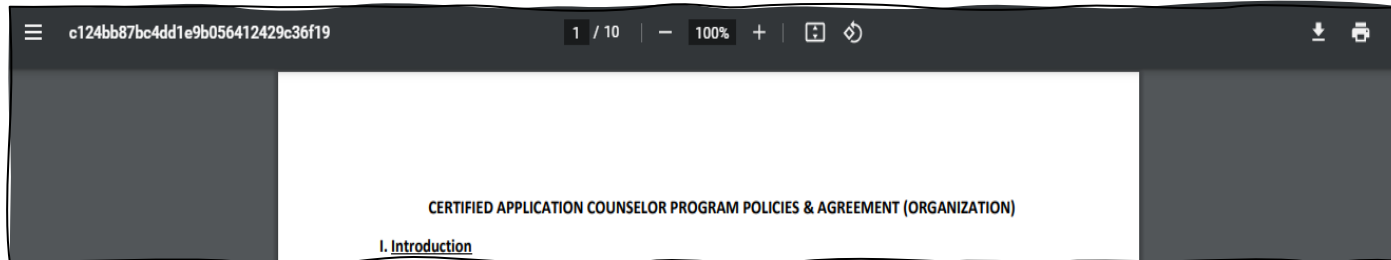 c124bb87bc4dd1e9b056412429c36f19 1 / 10 100%
CERTIFIED APPLICATION COUNSELOR PROGRAM POLICIES & AGREEMENT (ORGANIZATION)
I. Introduction